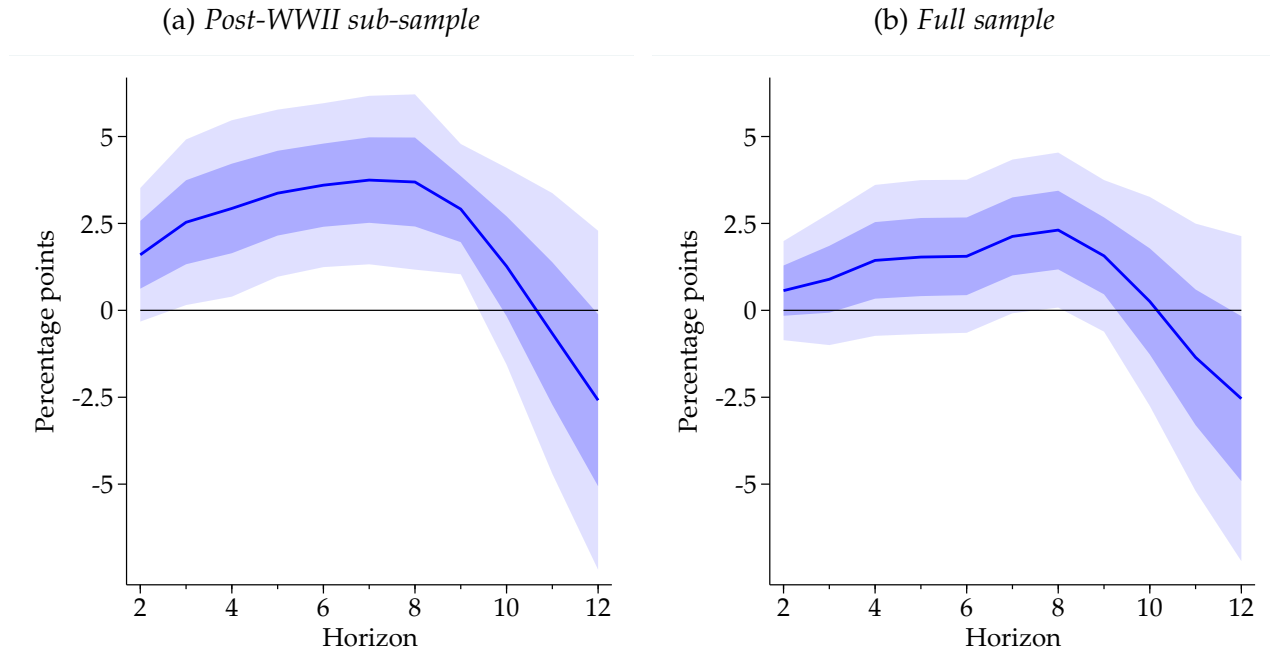 (a) Post-WWII sub-sample
Percentage points
5
2.5
0
-2.5
-5
2 4 6 8 10 12
Horizon
(b) Full sample
Percentage points
5
2.5
0
-2.5
-5
2 4 6 8 10 12
Horizon